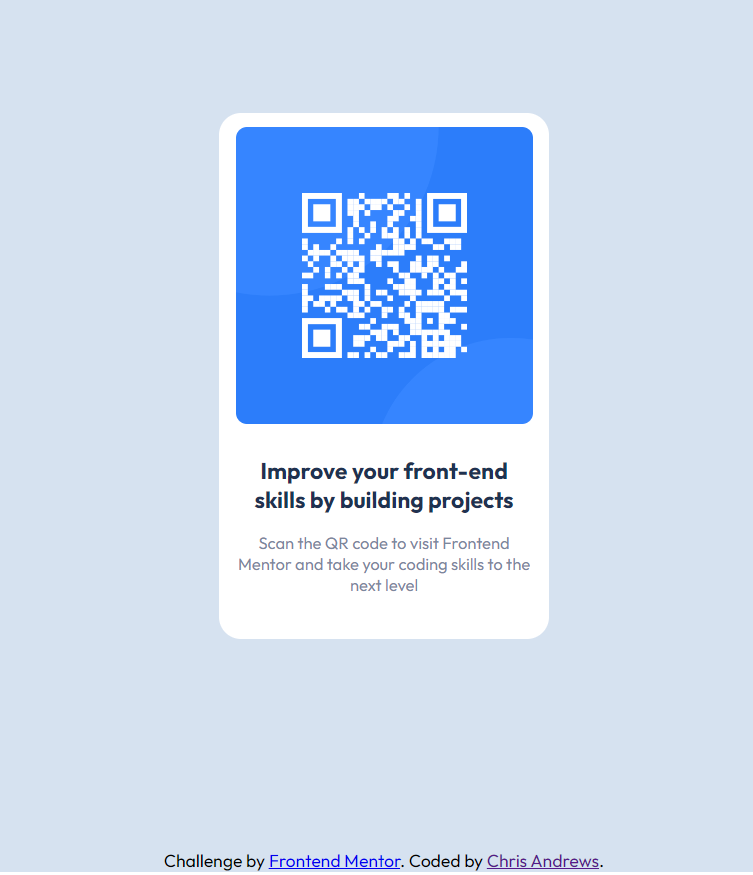 Improve your front-end
skills by building projects
Scan the QR code to visit Frontend
Mentor and take your coding skills to the
next level
Challenge by Frontend Mentor. Coded by Chris Andrews.